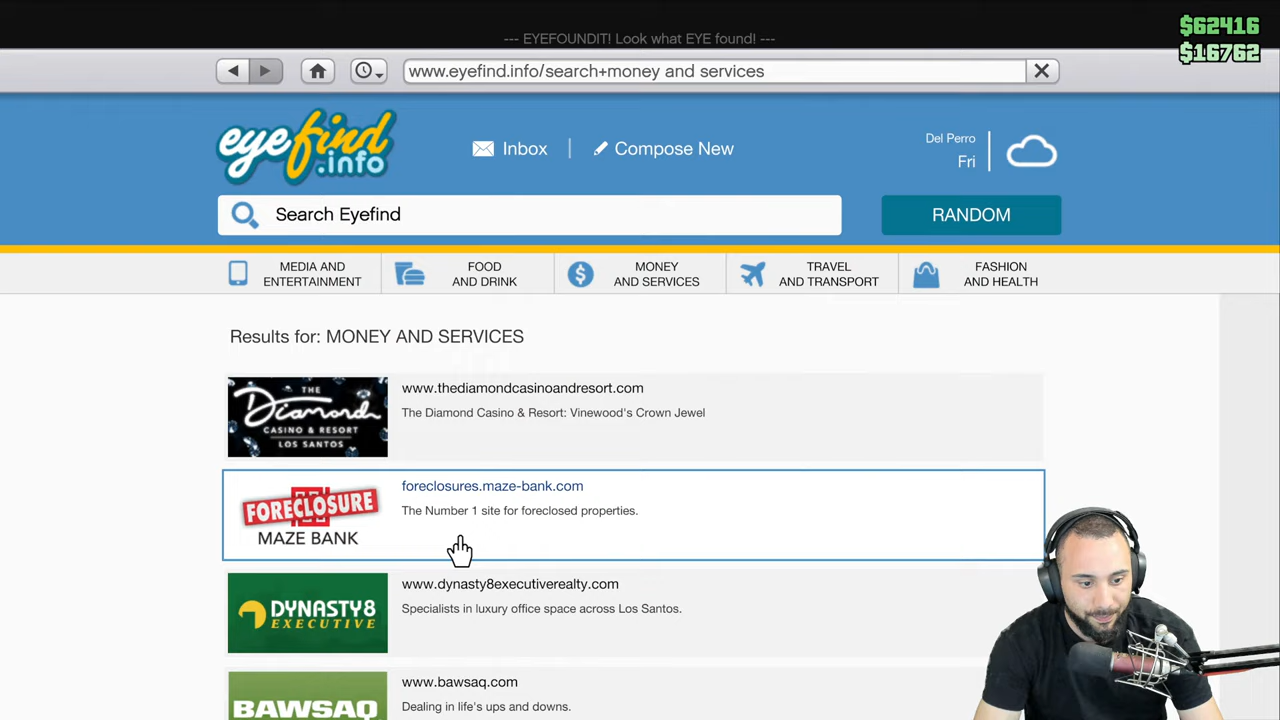 $62416
--- EYEFOUNDIT! Look what EYE found! ---
$16762
www.eyefind.info/search+money and services
eyefind
.info
Inbox
Compose New
Del Perro
Fri
Search Eyefind
RANDOM
MEDIA AND
ENTERTAINMENT
FOOD
AND DRINK
MONEY
AND SERVICES
TRAVEL
AND TRANSPORT
FASHION
AND HEALTH
Results for: MONEY AND SERVICES
THE
Diamond
CASINO & RESORT
LOS SANTOS
www.thediamondcasinoandresort.com
The Diamond Casino & Resort: Vinewood's Crown Jewel
FORECLOSURE
MAZE BANK
foreclosures.maze-bank.com
The Number 1 site for foreclosed properties.
DYNASTY8
EXECUTIVE
www.dynasty8executiverealty.com
Specialists in luxury office space across Los Santos.
BAWSAQ
www.bawsaq.com
Dealing in life's ups and downs.